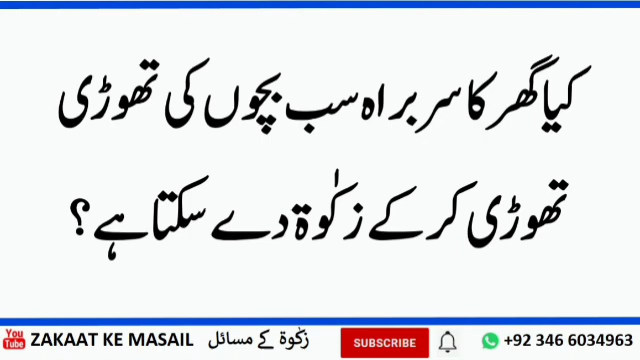 کیا گھر کا سربراہ سب بچوں کی تھوڑی
تھوڑی کر کے زکوٰۃ دے سکتا ہے؟
You Tube ZAKAAT KE MASAIL زکوٰۃ کے مسائل SUBSCRIBE +92 346 6034963